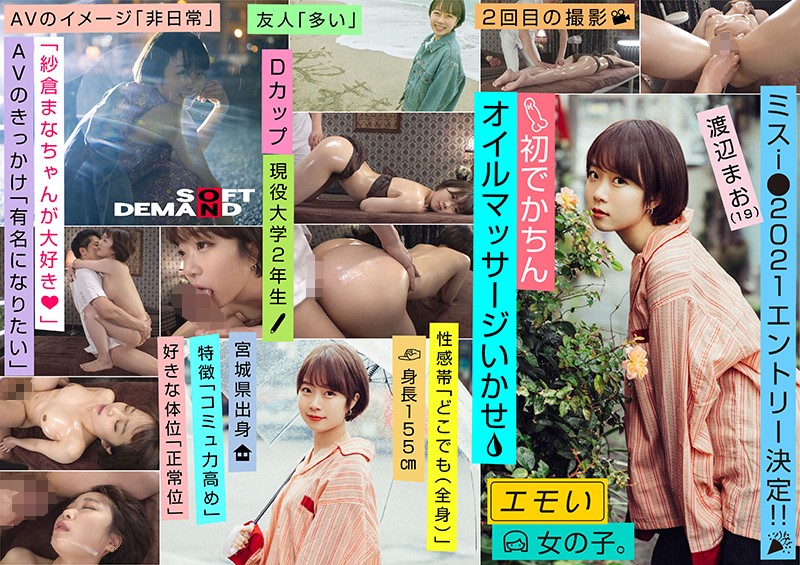 AVのイメージ「非日常」
友人「多い」
2回目の撮影
AVのきっかけ「有名になりたい」
「紗倉まなちゃんが大好き♥」
SOFT
ON
DEMAND
Dカップ
現役大学2年生
初でかちん
オイルマッサージいかせ
渡辺まお(19)
ミスi●2021エントリー決定!!
性感帯「どこでも(全身)」
身長155㎝
宮城県出身
特徴「コミュ力高め」
好きな体位「正常位」
エモい
女の子。